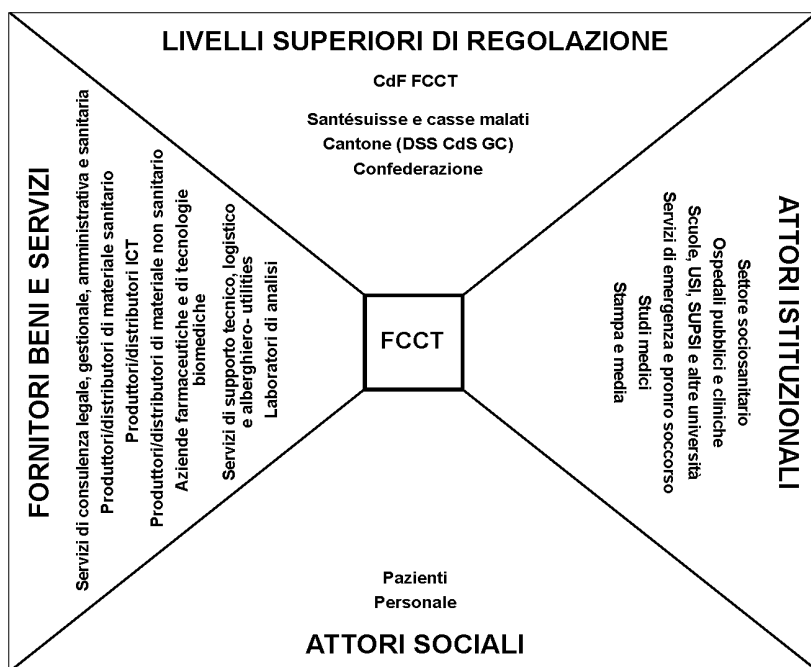 LIVELLI SUPERIORI DI REGOLAZIONE
CdF FCCT
Santésuisse e casse malati
Cantone (DSS CdS GC)
Confederazione
FORNITORI BENI E SERVIZI
Servizi di consulenza legale, gestionale, amministrativa e sanitaria
Produttori/distributori di materiale sanitario
Produttori/distributori ICT
Produttori/distributori di materiale non sanitario
Aziende farmaceutiche e di tecnologie
biomediche
Servizi di supporto tecnico, logistico
e alberghiero- utilities
Laboratori di analisi
FCCT
ATTORI ISTITUZIONALI
Settore sociosanitario
Ospedali pubblici e cliniche
Scuole, USI, SUPSI e altre università
Servizi di emergenza e pronro soccorso
Studi medici
Stampa e media
Pazienti
Personale
ATTORI SOCIALI